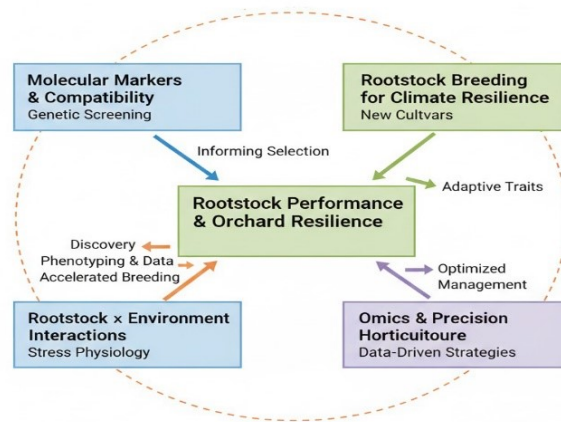 Molecular Markers
& Compatibility
Genetic Screening
Rootstock Breeding
for Climate Resilience
New Cultvars
Informing Selection
Adaptive Traits
Rootstock Performance
& Orchard Resilience
Discovery
Phenotyping & Data
Accelerated Breeding
Optimized
Management
Rootstock × Environment
Interactions
Stress Physiology
Omics & Precision
Horticuitoure
Data-Driven Strategies